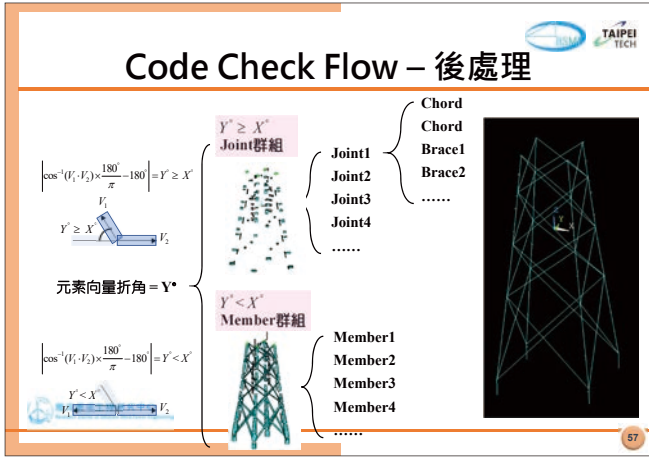 TAIPEI
TECH
Code Check Flow – 後處理
|cos⁻¹(V₁·V₂)×180°/π−180°|=Y°≥X°
V₁
Y°≥X°
V₂
元素向量折角=Y°
|cos⁻¹(V₁·V₂)×180°/π−180°|=Y°<X°
Y°<X°
V₁
V₂
Y°≥ X°
Joint群組
Y°<X°
Member群組
Joint1
Joint2
Joint3
Joint4
……
Chord
Chord
Brace1
Brace2
……
Member1
Member2
Member3
Member4
……
Y
X
57